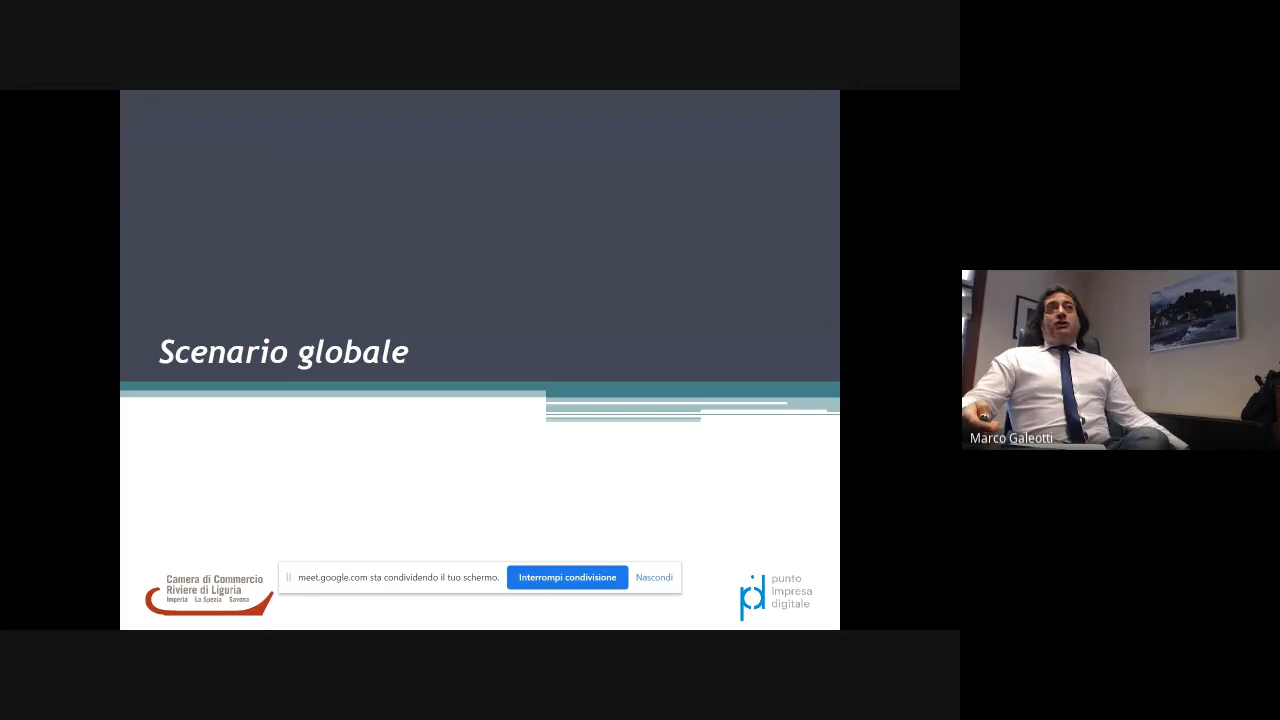 Scenario globale
Camera di Commercio
Riviere di Liguria
Imperia La Spezia Savona
meet.google.com sta condividendo il tuo schermo.
Interrompi condivisione
Nascondi
punto
impresa
digitale
Marco Galeotti